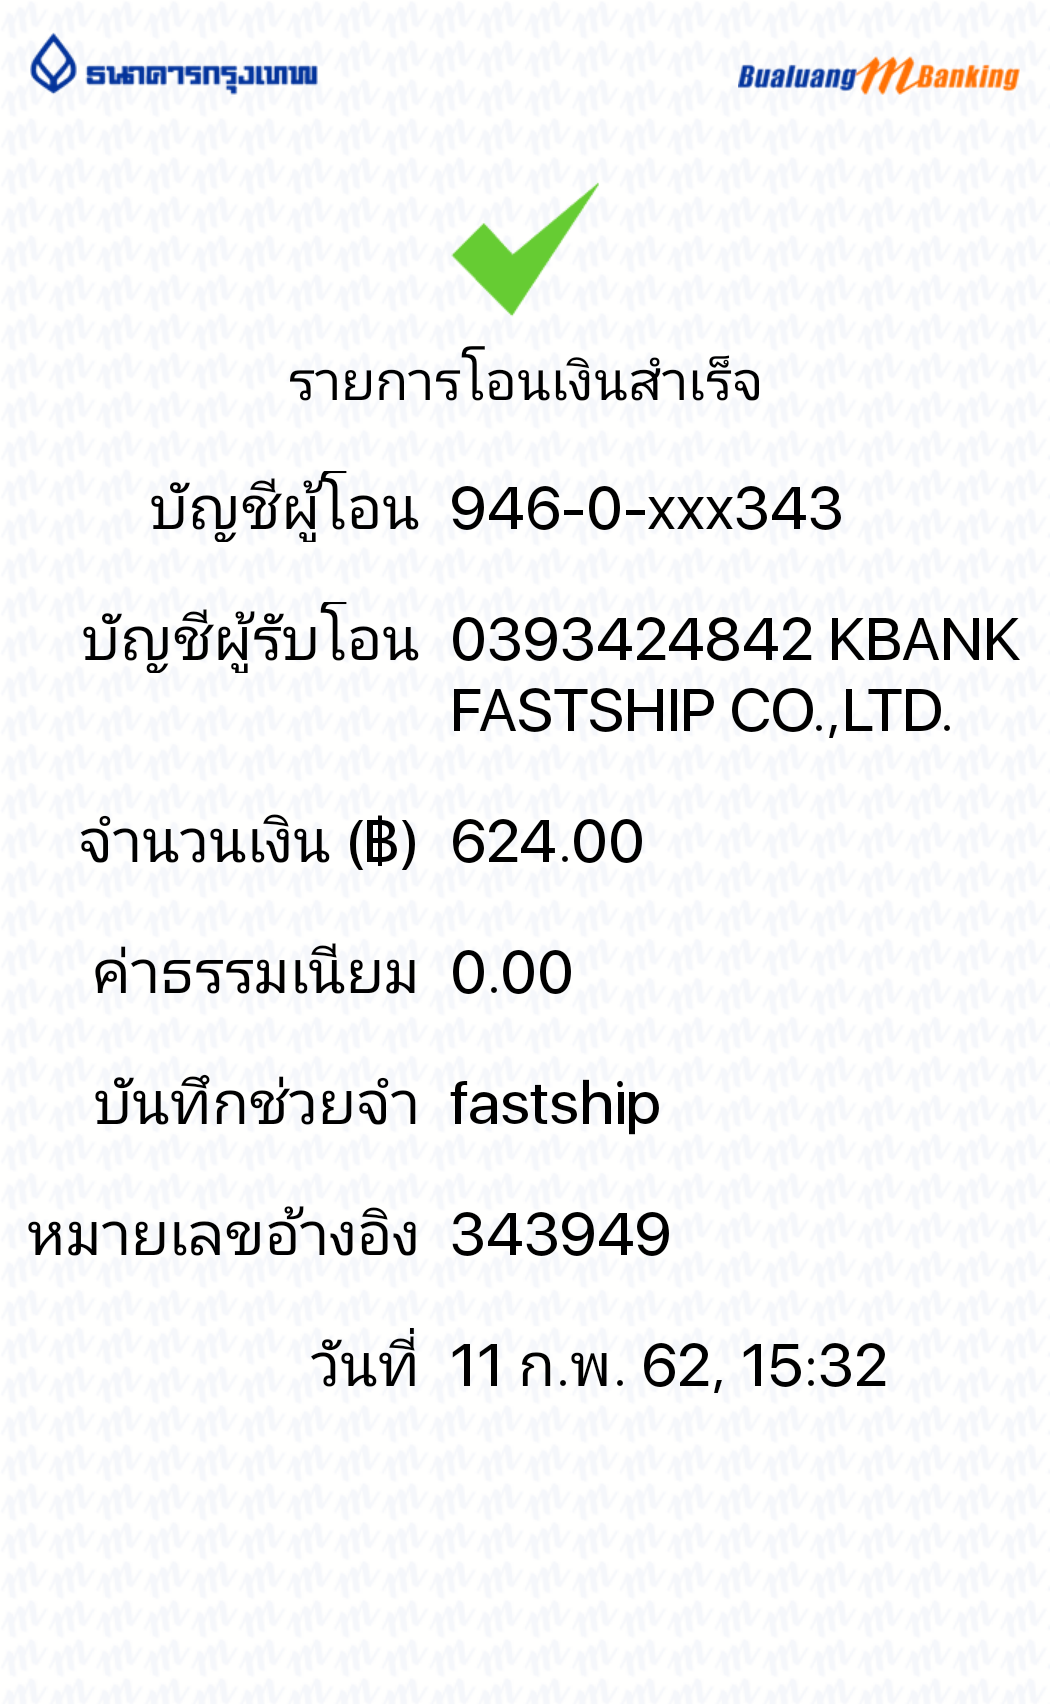 ธนาคารกรุงเทพ
Bualuang mBanking
รายการโอนเงินสำเร็จ
บัญชีผู้โอน 946-0-xxx343
บัญชีผู้รับโอน 0393424842 KBANK
FASTSHIP CO.,LTD.
จำนวนเงิน (฿) 624.00
ค่าธรรมเนียม 0.00
บันทึกช่วยจำ fastship
หมายเลขอ้างอิง 343949
วันที่ 11 ก.พ. 62, 15:32